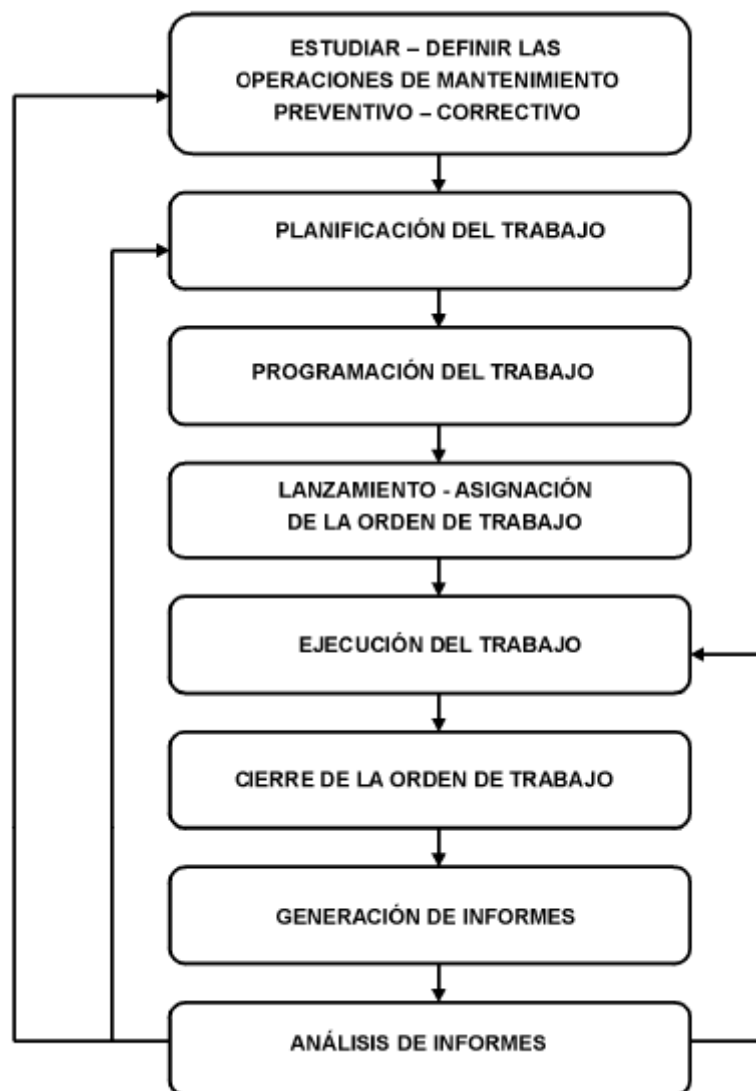 ESTUDIAR – DEFINIR LAS
OPERACIONES DE MANTENIMIENTO
PREVENTIVO – CORRECTIVO
PLANIFICACIÓN DEL TRABAJO
PROGRAMACIÓN DEL TRABAJO
LANZAMIENTO - ASIGNACIÓN
DE LA ORDEN DE TRABAJO
EJECUCIÓN DEL TRABAJO
CIERRE DE LA ORDEN DE TRABAJO
GENERACIÓN DE INFORMES
ANÁLISIS DE INFORMES